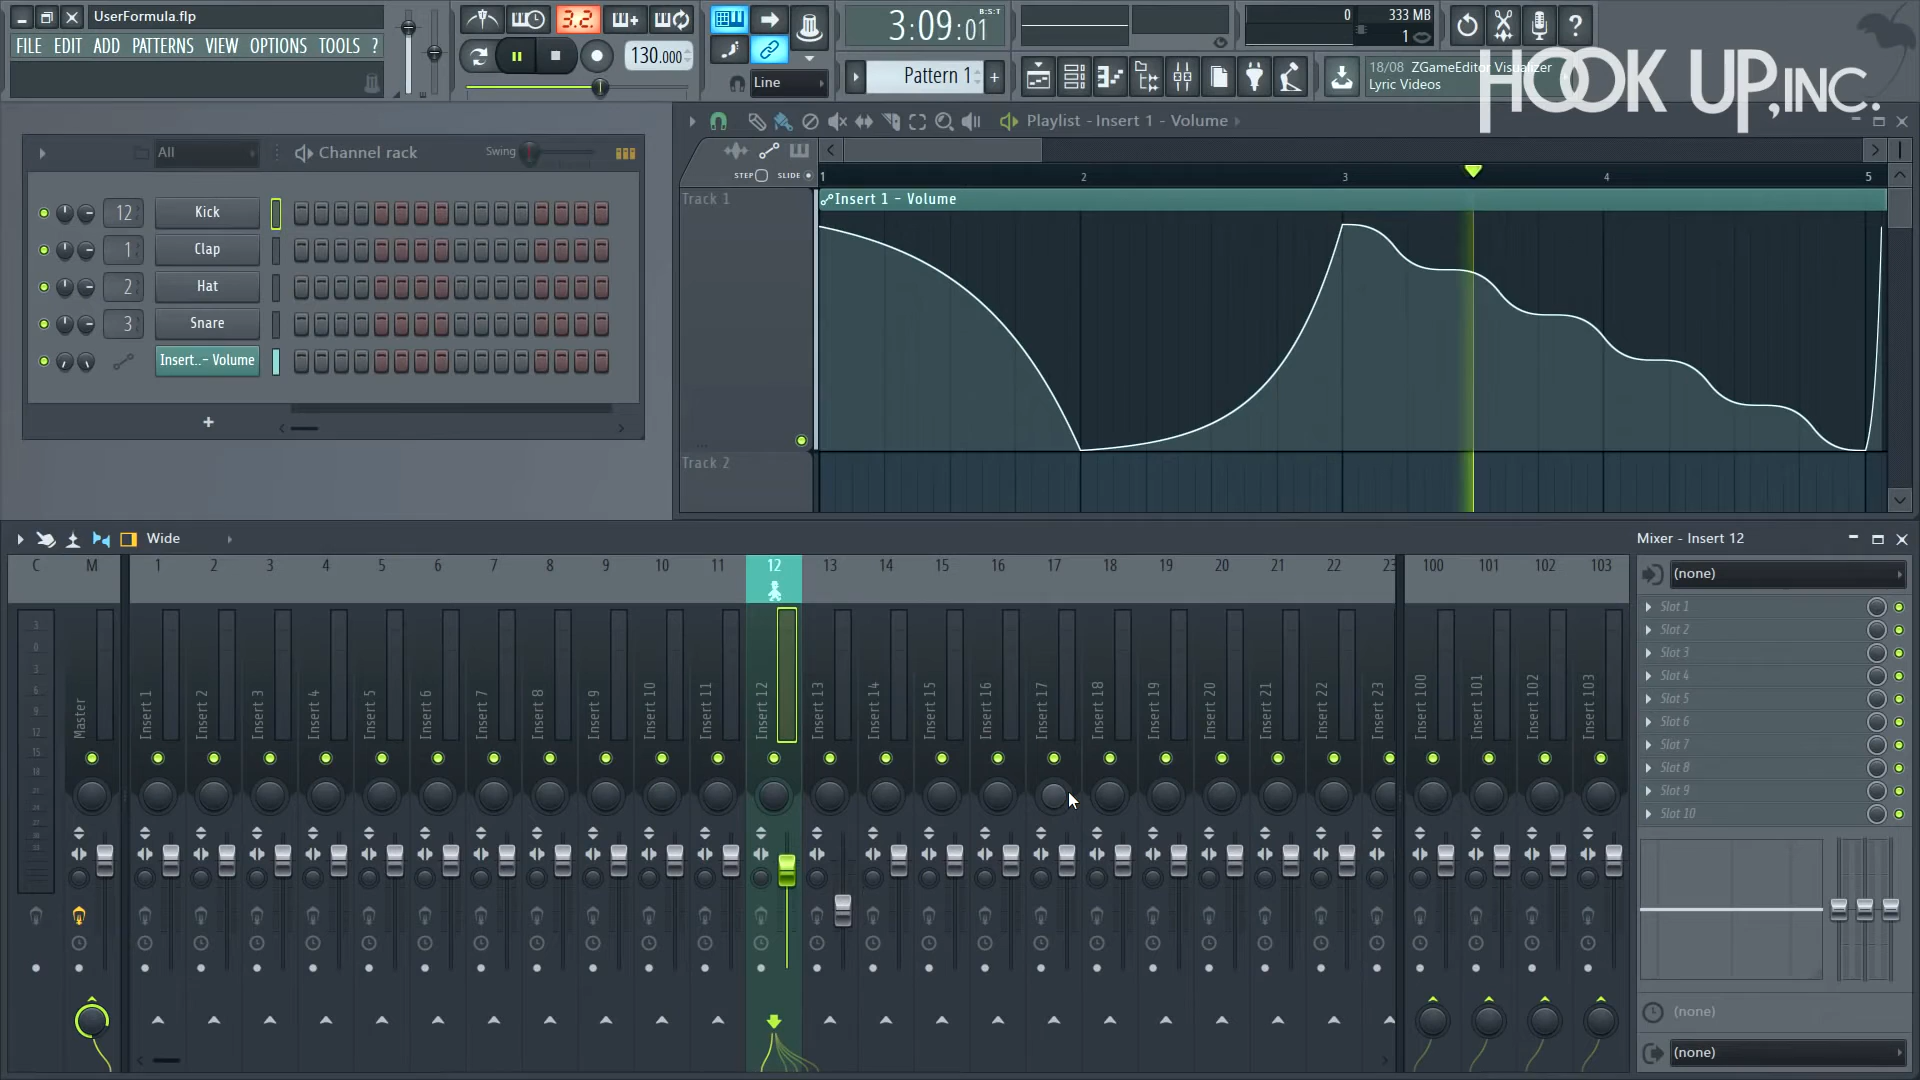 UserFormula.flp
FILE EDIT ADD PATTERNS VIEW OPTIONS TOOLS ?
3.2.
130.000
Line
3:09:01
B:S:T
Pattern 1
+
0
333 MB
1
?
18/08 ZGameEditor Visualizer
Lyric Videos
HOOK UP, INC.
All
Channel rack
Swing
12 Kick
1 Clap
2 Hat
3 Snare
Insert..- Volume
+
Playlist - Insert 1 - Volume
STEP SLIDE
1 2 3 4 5
Track 1
Insert 1 - Volume
Track 2
Wide
Mixer - Insert 12
C M 1 2 3 4 5 6 7 8 9 10 11 12 13 14 15 16 17 18 19 20 21 22 23 100 101 102 103
3
0
3
6
9
12
15
18
Master
Insert 1
Insert 2
Insert 3
Insert 4
Insert 5
Insert 6
Insert 7
Insert 8
Insert 9
Insert 10
Insert 11
Insert 12
Insert 13
Insert 14
Insert 15
Insert 16
Insert 17
Insert 18
Insert 19
Insert 20
Insert 21
Insert 22
Insert 23
Insert 100
Insert 101
Insert 102
Insert 103
(none)
Slot 1
Slot 2
Slot 3
Slot 4
Slot 5
Slot 6
Slot 7
Slot 8
Slot 9
Slot 10
(none)
(none)